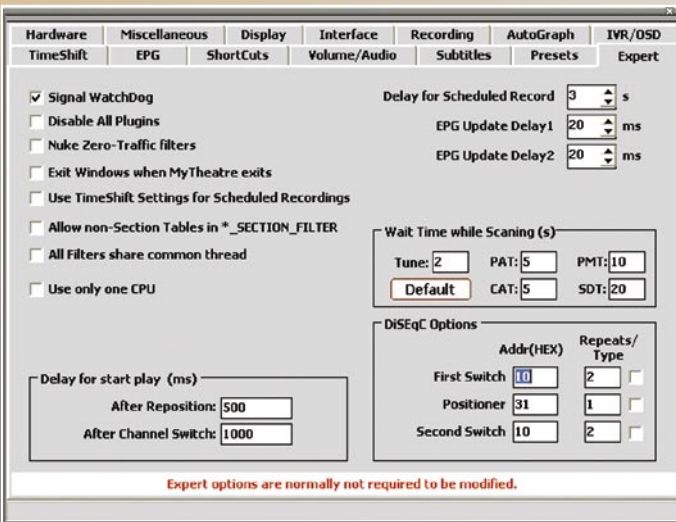 Hardware Miscellaneous Display Interface Recording AutoGraph IVR/OSD
TimeShift EPG ShortCuts Volume/Audio Subtitles Presets Expert
Signal WatchDog
Disable All Plugins
Nuke Zero-Traffic filters
Exit Windows when MyTheatre exits
Use TimeShift Settings for Scheduled Recordings
Allow non-Section Tables in *_SECTION_FILTER
All Filters share common thread
Use only one CPU
Delay for Scheduled Record 3 s
EPG Update Delay1 20 ms
EPG Update Delay2 20 ms
Wait Time while Scaning (s)
Tune: 2 PAT: 5 PMT: 10
Default CAT: 5 SDT: 20
Delay for start play (ms)
After Reposition: 500
After Channel Switch: 1000
DiSEqC Options
Addr(HEX) Repeats/
Type
First Switch 10 2
Positioner 31 1
Second Switch 10 2
Expert options are normally not required to be modified.